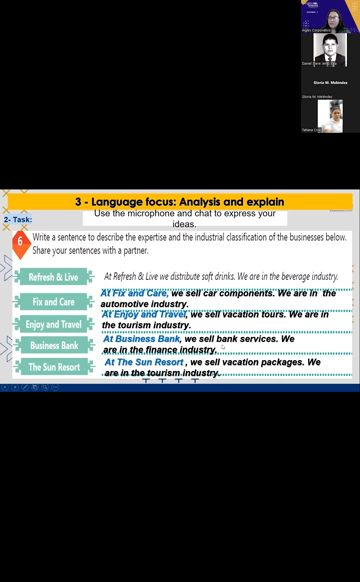 Gloria M. Meléndez
Gloria M. Meléndez
3 - Language focus: Analysis and explain
2- Task:
Use the microphone and chat to express your
ideas.
6
Write a sentence to describe the expertise and the industrial classification of the businesses below.
Share your sentences with a partner.
Refresh & Live
At Refresh & Live we distribute soft drinks. We are in the beverage industry.
Fix and Care
At Fix and Care, we sell car components. We are in the
automotive industry.
Enjoy and Travel
At Enjoy and Travel, we sell vacation tours. We are in
the tourism industry.
Business Bank
At Business Bank, we sell bank services. We
are in the finance industry.
The Sun Resort
At The Sun Resort , we sell vacation packages. We
are in the tourism industry.